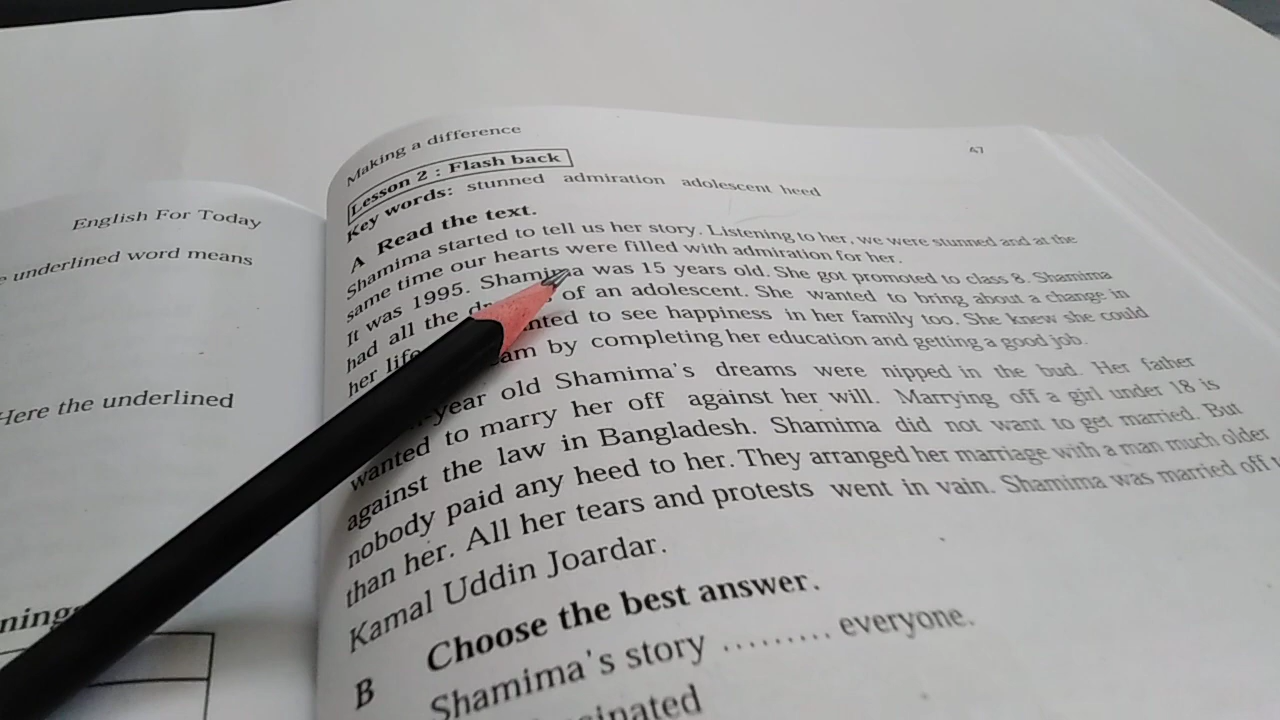 English For Today
underlined word means
Here the underlined
Making a difference
47
Lesson 2 : Flash back
Key words: stunned admiration adolescent heed
A Read the text.
Shamima started to tell us her story. Listening to her, we were stunned and at the
same time our hearts were filled with admiration for her.
It was 1995. Shamima was 15 years old. She got promoted to class 8. Shamima
had all the of an adolescent. She wanted to bring about a change in
her life to see happiness in her family too. She knew she could
by completing her education and getting a good job.
old Shamima's dreams were nipped in the bud. Her father
wanted to marry her off against her will. Marrying off a girl under 18 is
against the law in Bangladesh. Shamima did not want to get married. But
nobody paid any heed to her. They arranged her marriage with a man much older
than her. All her tears and protests went in vain. Shamima was married off
Kamal Uddin Joardar.
B Choose the best answer.
Shamima's story ......... everyone.